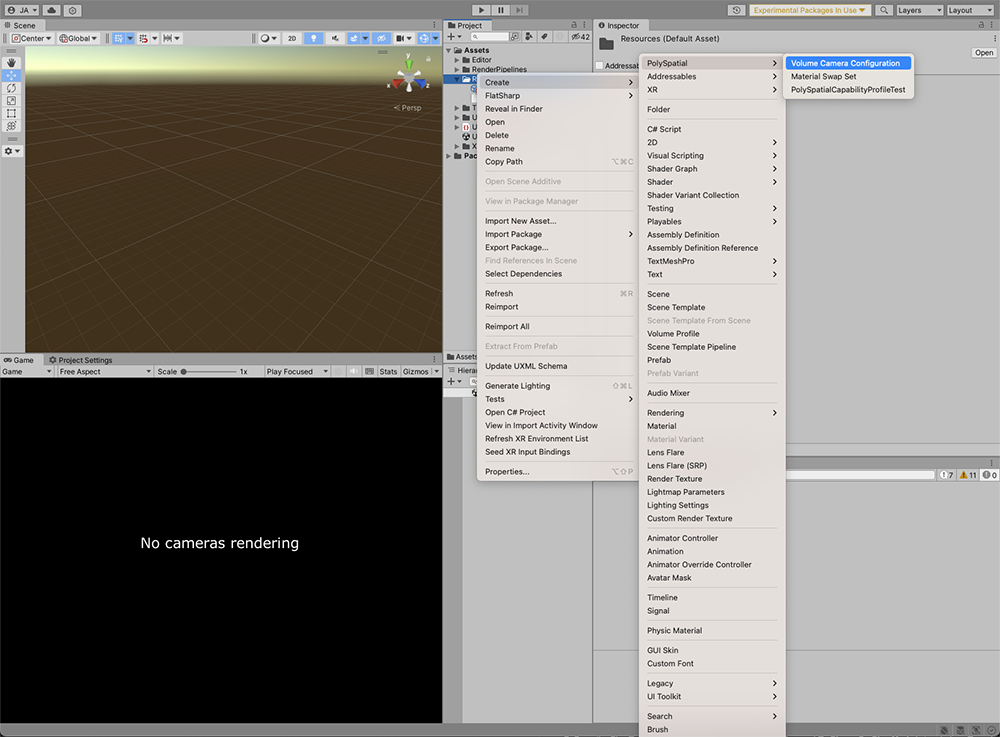 JA
Experimental Packages In Use
Layers
Layout
Scene
Center
Global
2D
y
x
z
Persp
Project
42
Assets
Editor
RenderPipelines
Inspector
Resources (Default Asset)
Open
Create
FlatSharp
Reveal in Finder
Open
Delete
Rename
Copy Path ⌥⌘C
Open Scene Additive
View in Package Manager
Import New Asset...
Import Package
Export Package...
Find References In Scene
Select Dependencies
Refresh ⌘R
Reimport
Reimport All
Extract From Prefab
Update UXML Schema
Generate Lighting ⇧⌘L
Tests
Open C# Project
View in Import Activity Window
Refresh XR Environment List
Seed XR Input Bindings
Properties... ⌥⇧P
PolySpatial
Addressables
XR
Folder
C# Script
2D
Visual Scripting
Shader Graph
Shader
Shader Variant Collection
Testing
Playables
Assembly Definition
Assembly Definition Reference
TextMeshPro
Text
Scene
Scene Template
Scene Template From Scene
Volume Profile
Scene Template Pipeline
Prefab
Prefab Variant
Audio Mixer
Rendering
Material
Material Variant
Lens Flare
Lens Flare (SRP)
Render Texture
Lightmap Parameters
Lighting Settings
Custom Render Texture
Animator Controller
Animation
Animator Override Controller
Avatar Mask
Timeline
Signal
Physic Material
GUI Skin
Custom Font
Legacy
UI Toolkit
Search
Brush
Volume Camera Configuration
Material Swap Set
PolySpatialCapabilityProfileTest
Assets
7
11
0
Game
Project Settings
Game
Free Aspect
Scale
1x
Play Focused
Stats
Gizmos
No cameras rendering